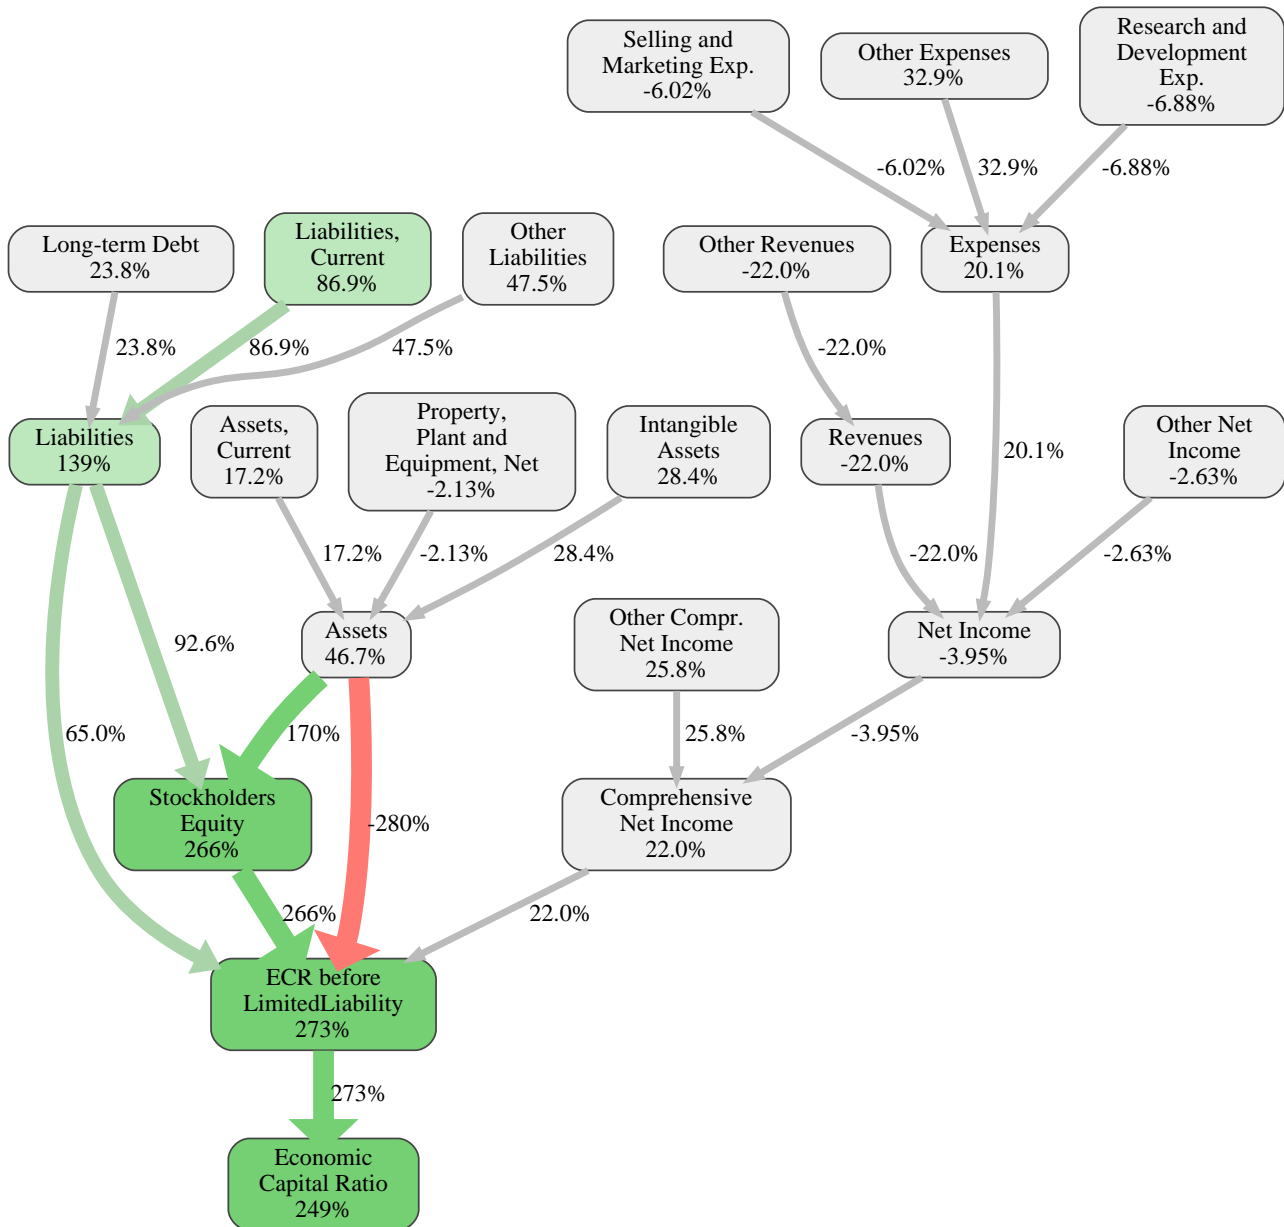 Selling and
Marketing Exp.
-6.02%
Other Expenses
32.9%
Research and
Development
Exp.
-6.88%
-6.02%
32.9%
-6.88%
Long-term Debt
23.8%
Liabilities,
Current
86.9%
Other
Liabilities
47.5%
Other Revenues
-22.0%
Expenses
20.1%
23.8%
86.9%
47.5%
-22.0%
20.1%
Liabilities
139%
Assets,
Current
17.2%
Property,
Plant and
Equipment, Net
-2.13%
Intangible
Assets
28.4%
Revenues
-22.0%
Other Net
Income
-2.63%
17.2%
-2.13%
28.4%
-22.0%
-2.63%
92.6%
Assets
46.7%
Other Compr.
Net Income
25.8%
Net Income
-3.95%
65.0%
170%
-280%
25.8%
-3.95%
Stockholders
Equity
266%
Comprehensive
Net Income
22.0%
266%
22.0%
ECR before
LimitedLiability
273%
273%
Economic
Capital Ratio
249%